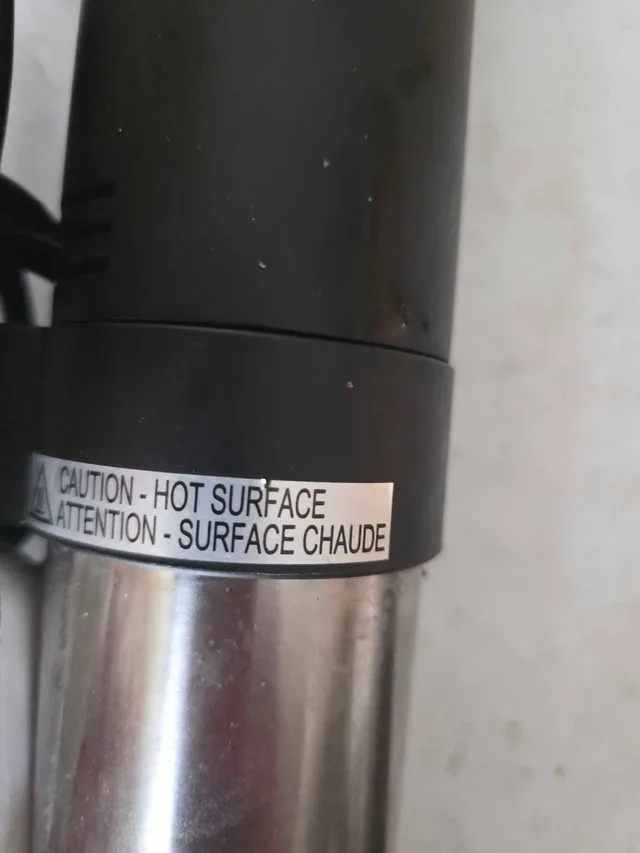 CAUTION - HOT SURFACE
ATTENTION - SURFACE CHAUDE